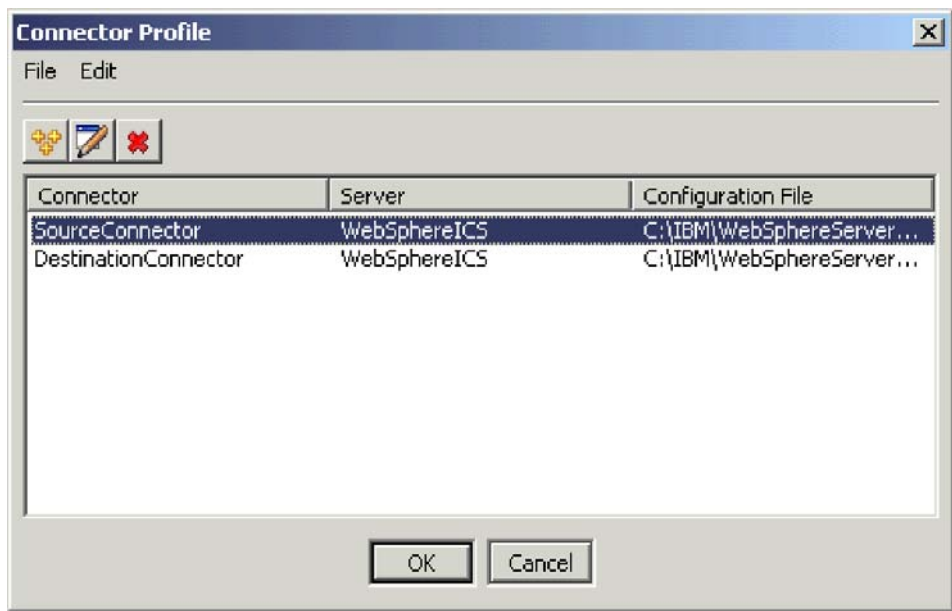 Connector Profile
File Edit
Connector Server Configuration File
SourceConnector WebSphereICS C:\IBM\WebSphereServer...
DestinationConnector WebSphereICS C:\IBM\WebSphereServer...
OK Cancel